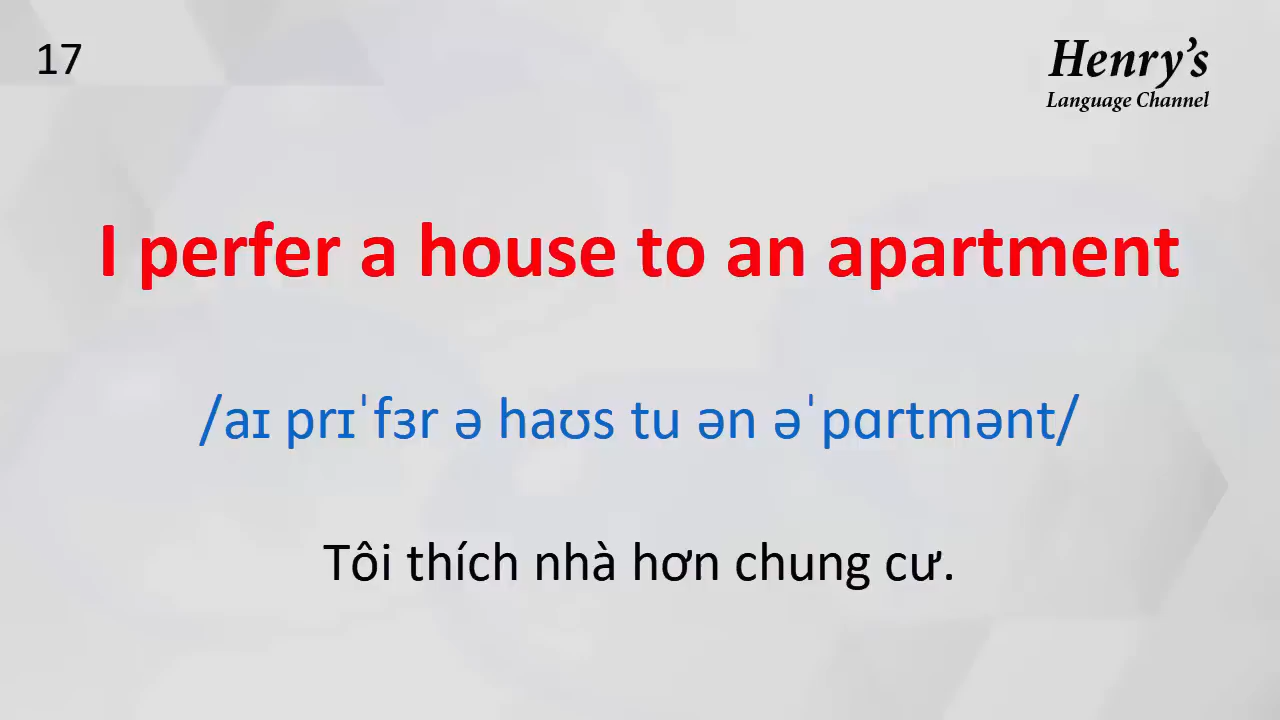 17
Henry's
Language Channel
I perfer a house to an apartment
/aɪ prɪˈfɜr ə haʊs tu ən əˈpɑrtmənt/
Tôi thích nhà hơn chung cư.